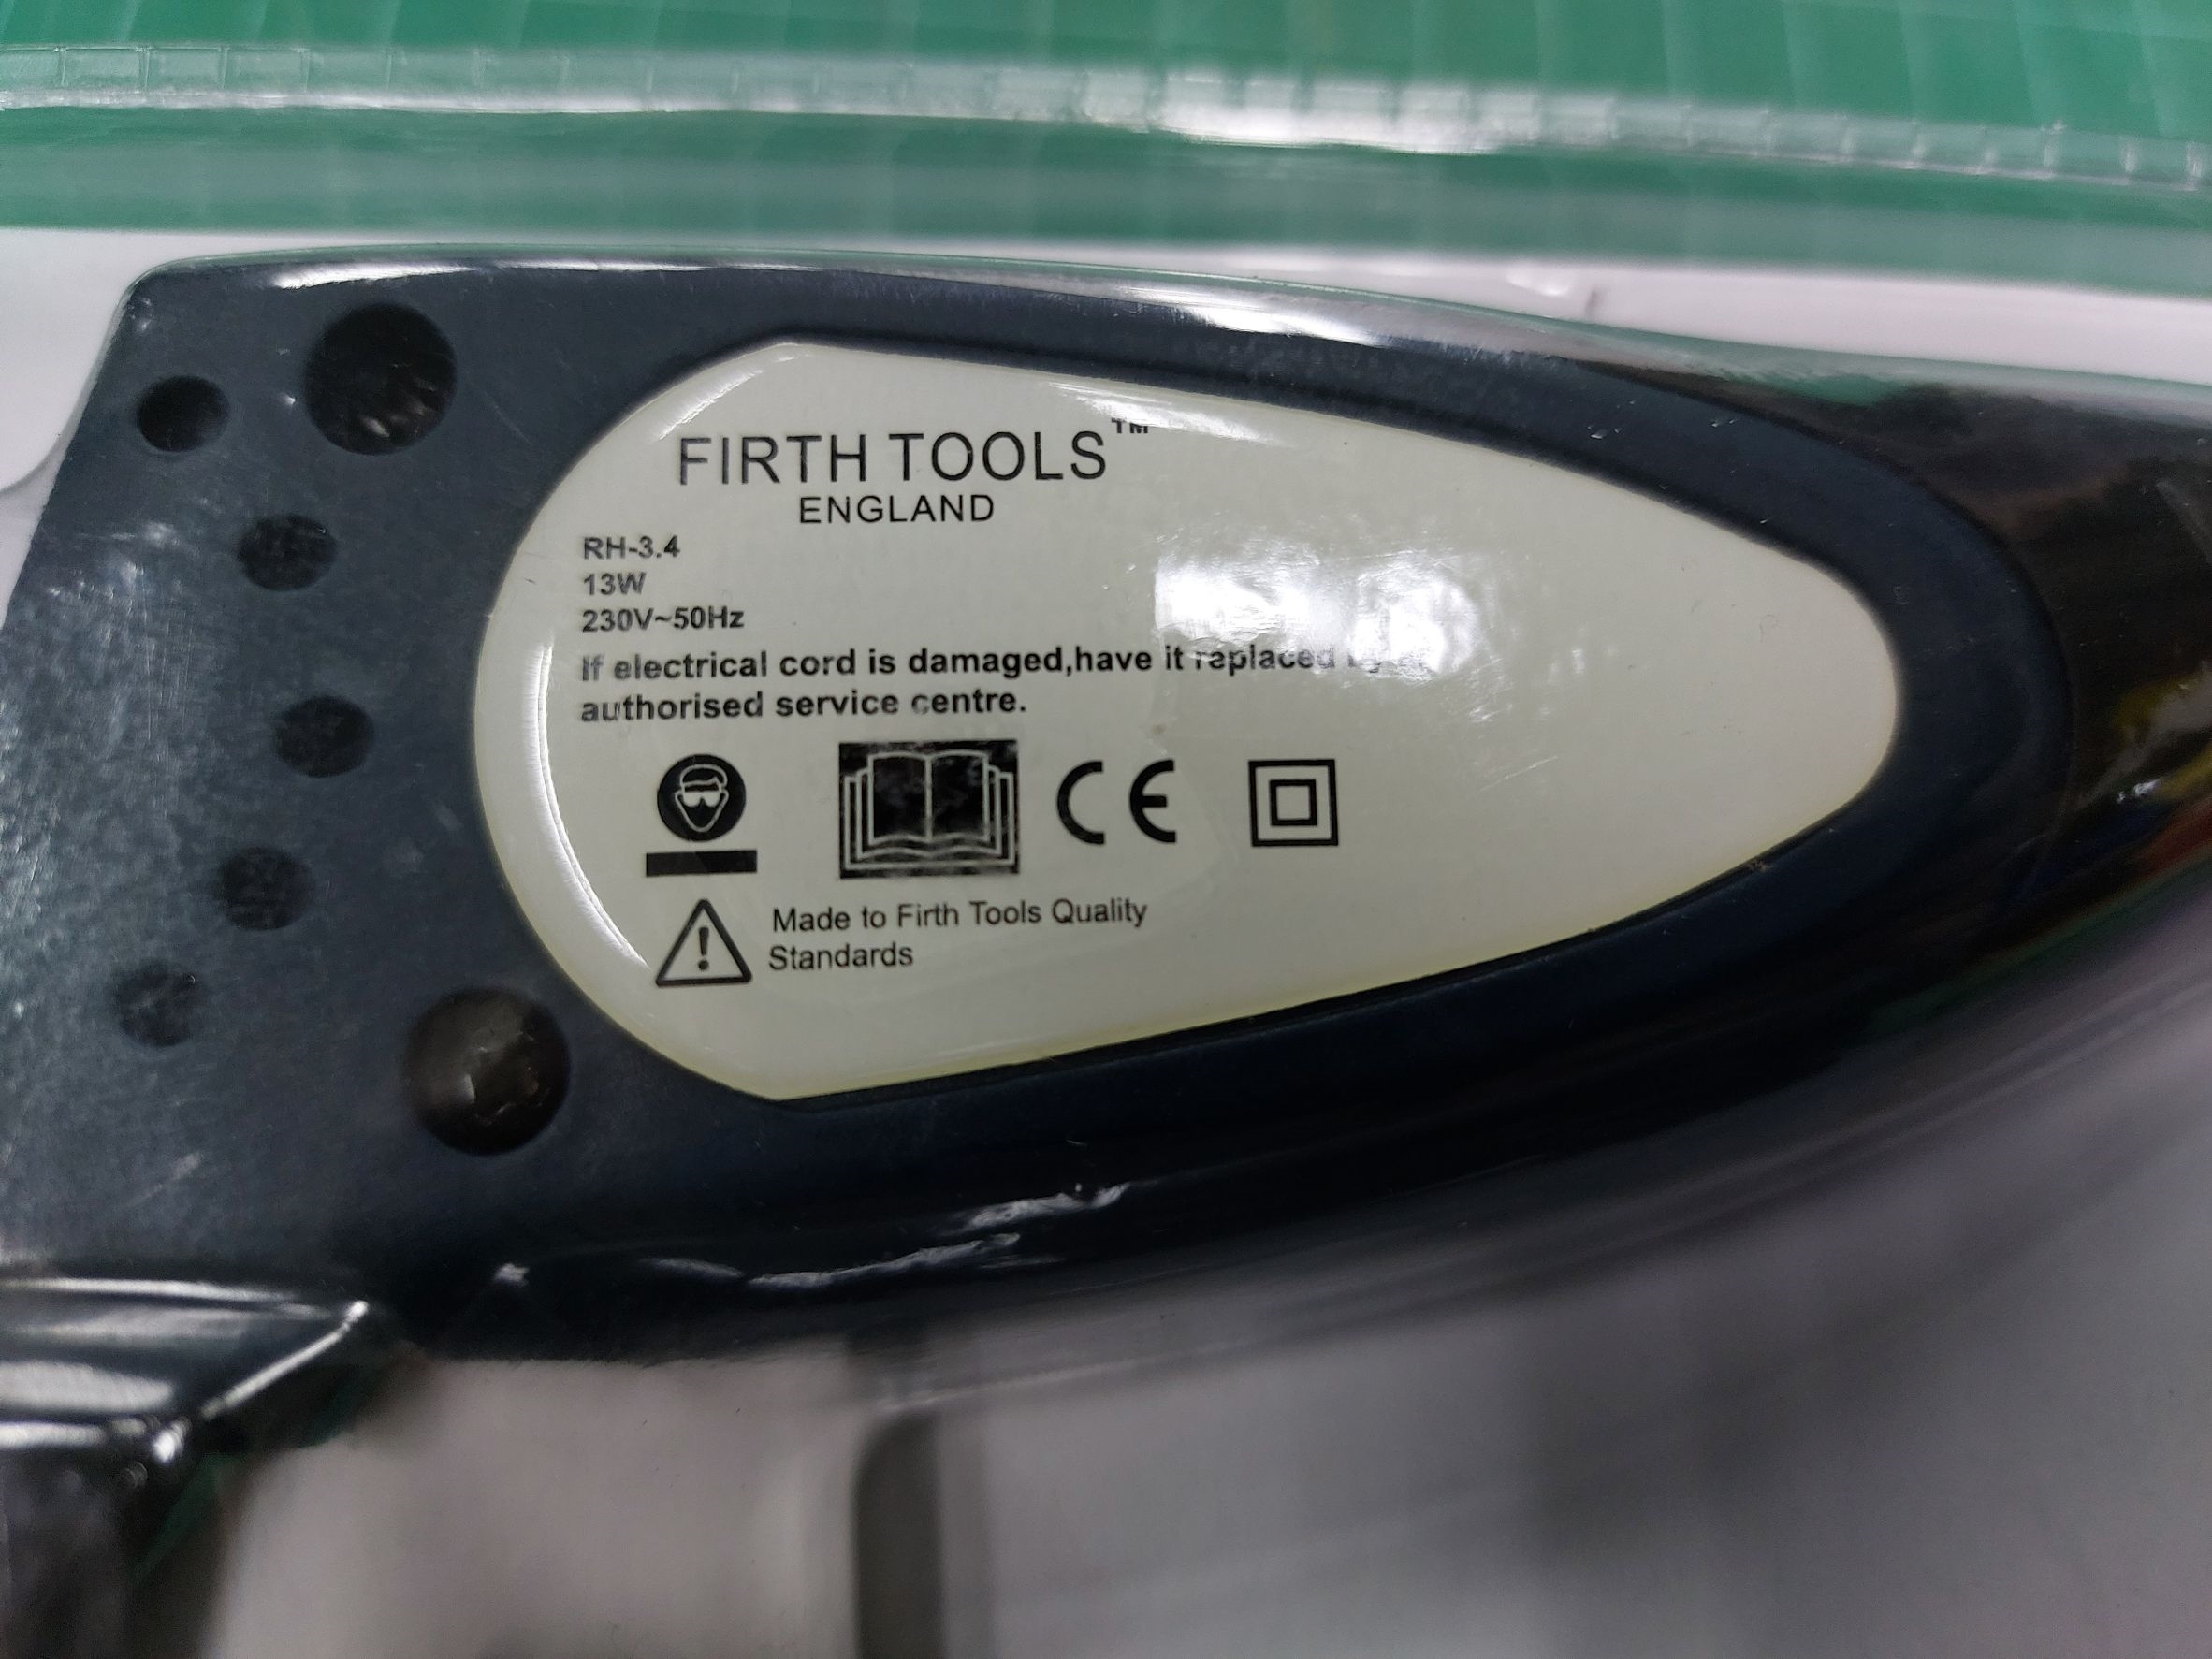 FIRTH TOOLS™
ENGLAND
RH-3.4
13W
230V~50Hz
If electrical cord is damaged,have it replaced
authorised service centre.
CE
Made to Firth Tools Quality
Standards